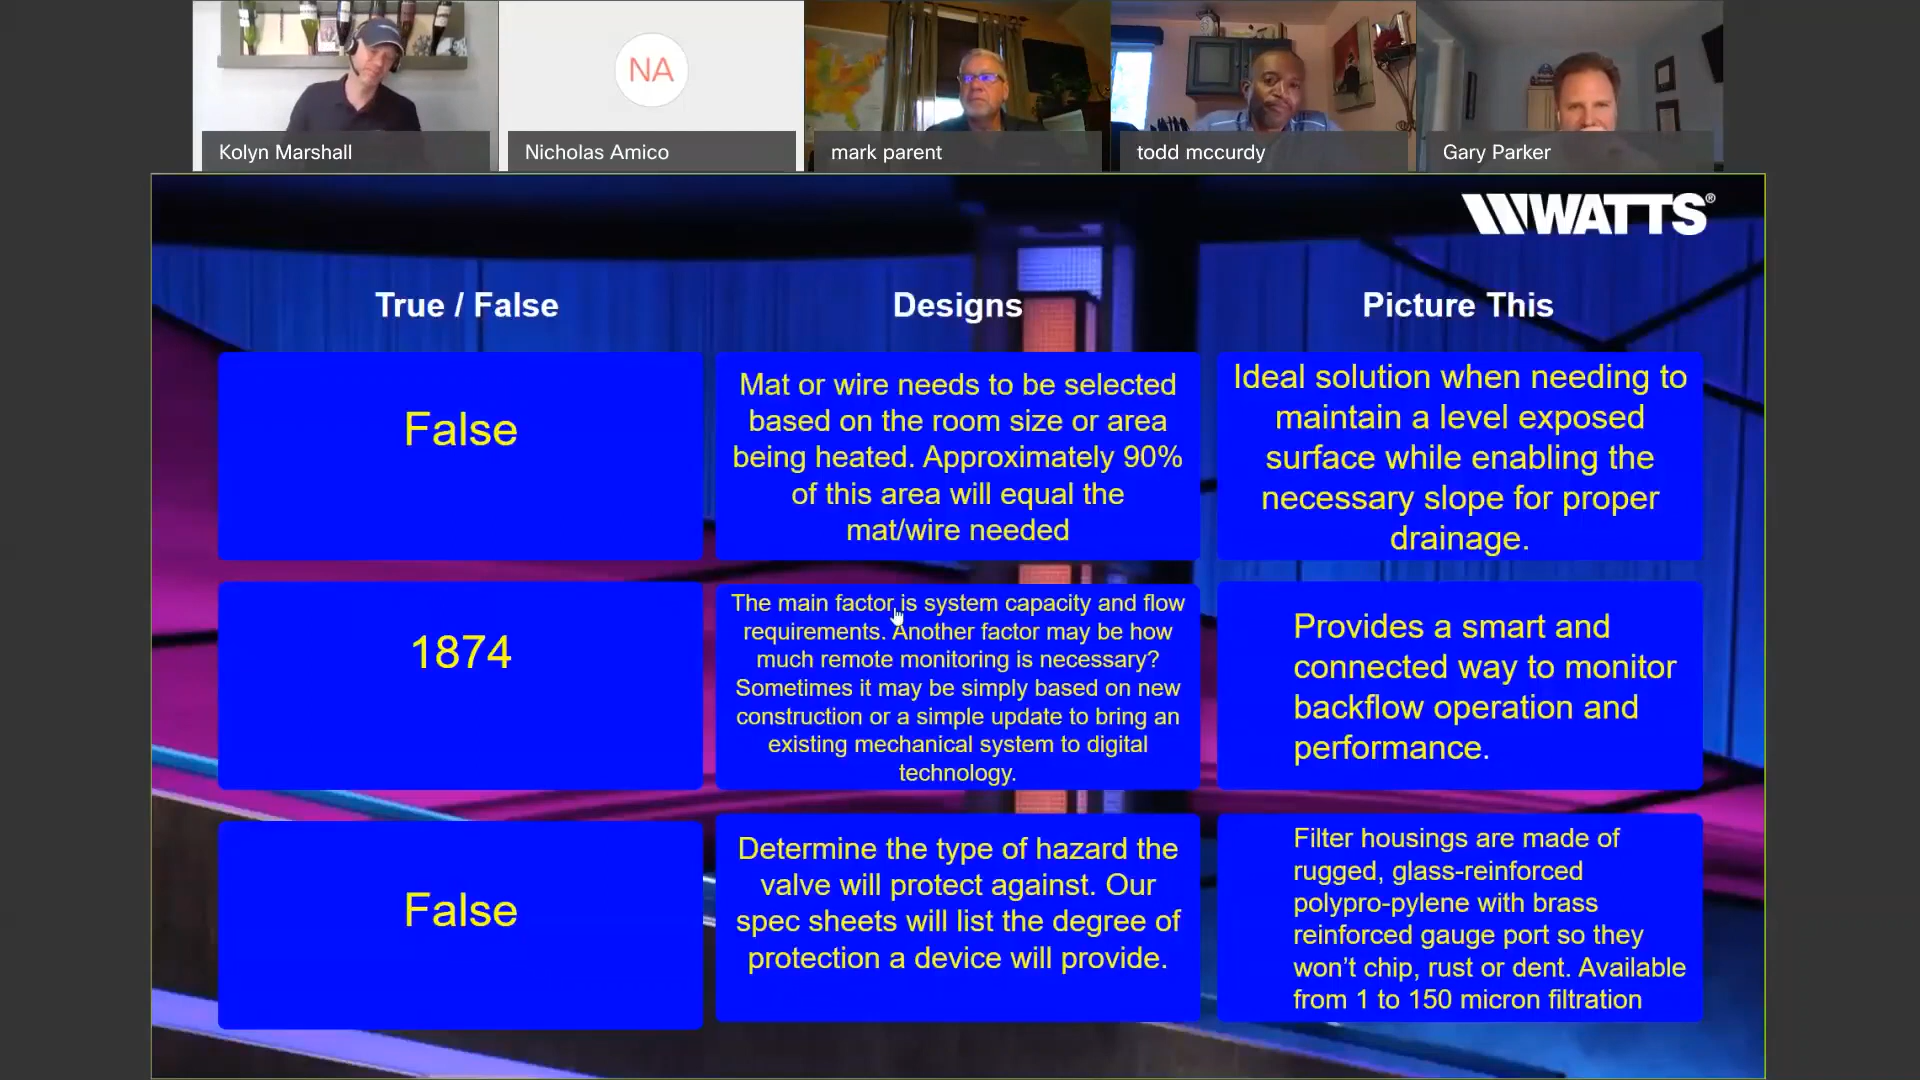 NA
Kolyn Marshall
Nicholas Amico
mark parent
todd mccurdy
Gary Parker
WATTS®
True / False
Designs
Picture This
False
Mat or wire needs to be selected
based on the room size or area
being heated. Approximately 90%
of this area will equal the
mat/wire needed
Ideal solution when needing to
maintain a level exposed
surface while enabling the
necessary slope for proper
drainage.
1874
The main factor is system capacity and flow
requirements. Another factor may be how
much remote monitoring is necessary?
Sometimes it may be simply based on new
construction or a simple update to bring an
existing mechanical system to digital
technology.
Provides a smart and
connected way to monitor
backflow operation and
performance.
False
Determine the type of hazard the
valve will protect against. Our
spec sheets will list the degree of
protection a device will provide.
Filter housings are made of
rugged, glass-reinforced
polypro-pylene with brass
reinforced gauge port so they
won't chip, rust or dent. Available
from 1 to 150 micron filtration